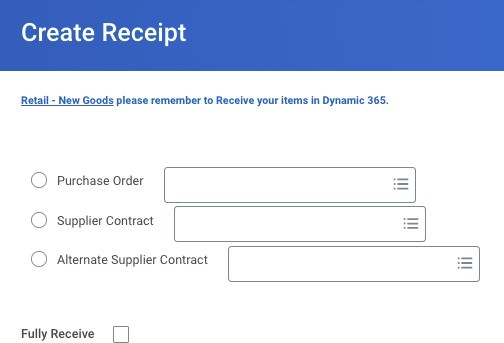 Create Receipt
Retail - New Goods please remember to Receive your items in Dynamic 365.
Purchase Order
Supplier Contract
Alternate Supplier Contract
Fully Receive